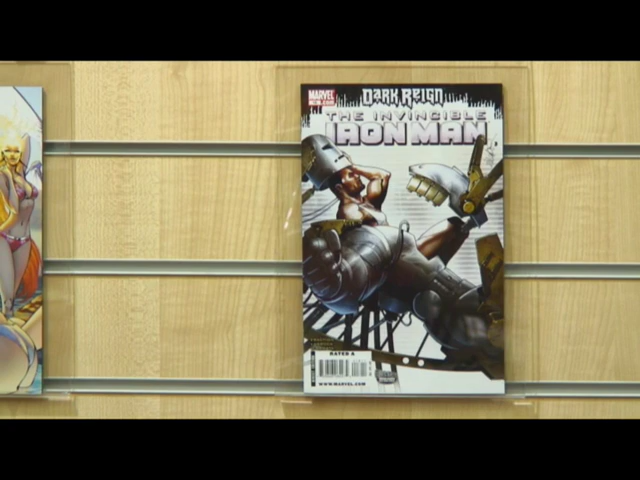 MARVEL
DARK REIGN
THE INVINCIBLE
IRON MAN
RATED A
WWW.MARVEL.COM